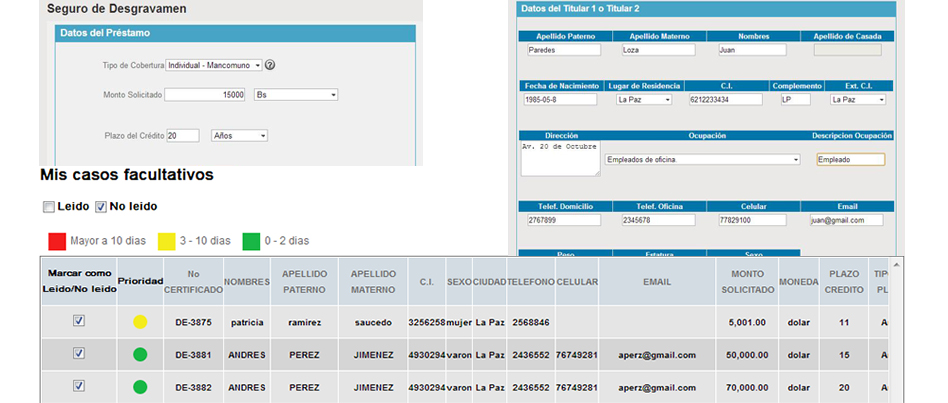 Seguro de Desgravamen
Datos del Préstamo
Tipo de Cobertura Individual - Mancomuno
Monto Solicitado 15000 Bs
Plazo del Crédito 20 Años
Datos del Titular 1 o Titular 2
Apellido Paterno Apellido Materno Nombres Apellido de Casada
Paredes Loza Juan
Fecha de Nacimiento Lugar de Residencia C.I. Complemento Ext. C.I.
1985-05-8 La Paz 6212233434 LP La Paz
Dirección Ocupación Descripcion Ocupación
Av. 20 de Octubre Empleados de oficina Empleado
Telef. Domicilio Telef. Oficina Celular Email
2767899 2345678 77829100 juan@gmail.com
Peso Estatura Sexo
Mis casos facultativos
Leido No leido
Mayor a 10 dias 3 - 10 dias 0 - 2 dias
Marcar como Leido/No leido Prioridad No CERTIFICADO NOMBRES APELLIDO PATERNO APELLIDO MATERNO C.I. SEXO CIUDAD TELEFONO CELULAR EMAIL MONTO SOLICITADO MONEDA PLAZO CREDITO
DE-3875 patricia ramirez saucedo 3256258 mujer La Paz 2568846 5,001.00 dolar 11 A
DE-3881 ANDRES PEREZ JIMENEZ 4930294 varon La Paz 2436552 76749281 aperz@gmail.com 50,000.00 dolar 15 A
DE-3882 ANDRES PEREZ JIMENEZ 4930294 varon La Paz 2436552 76749281 aperz@gmail.com 70,000.00 dolar 20 A